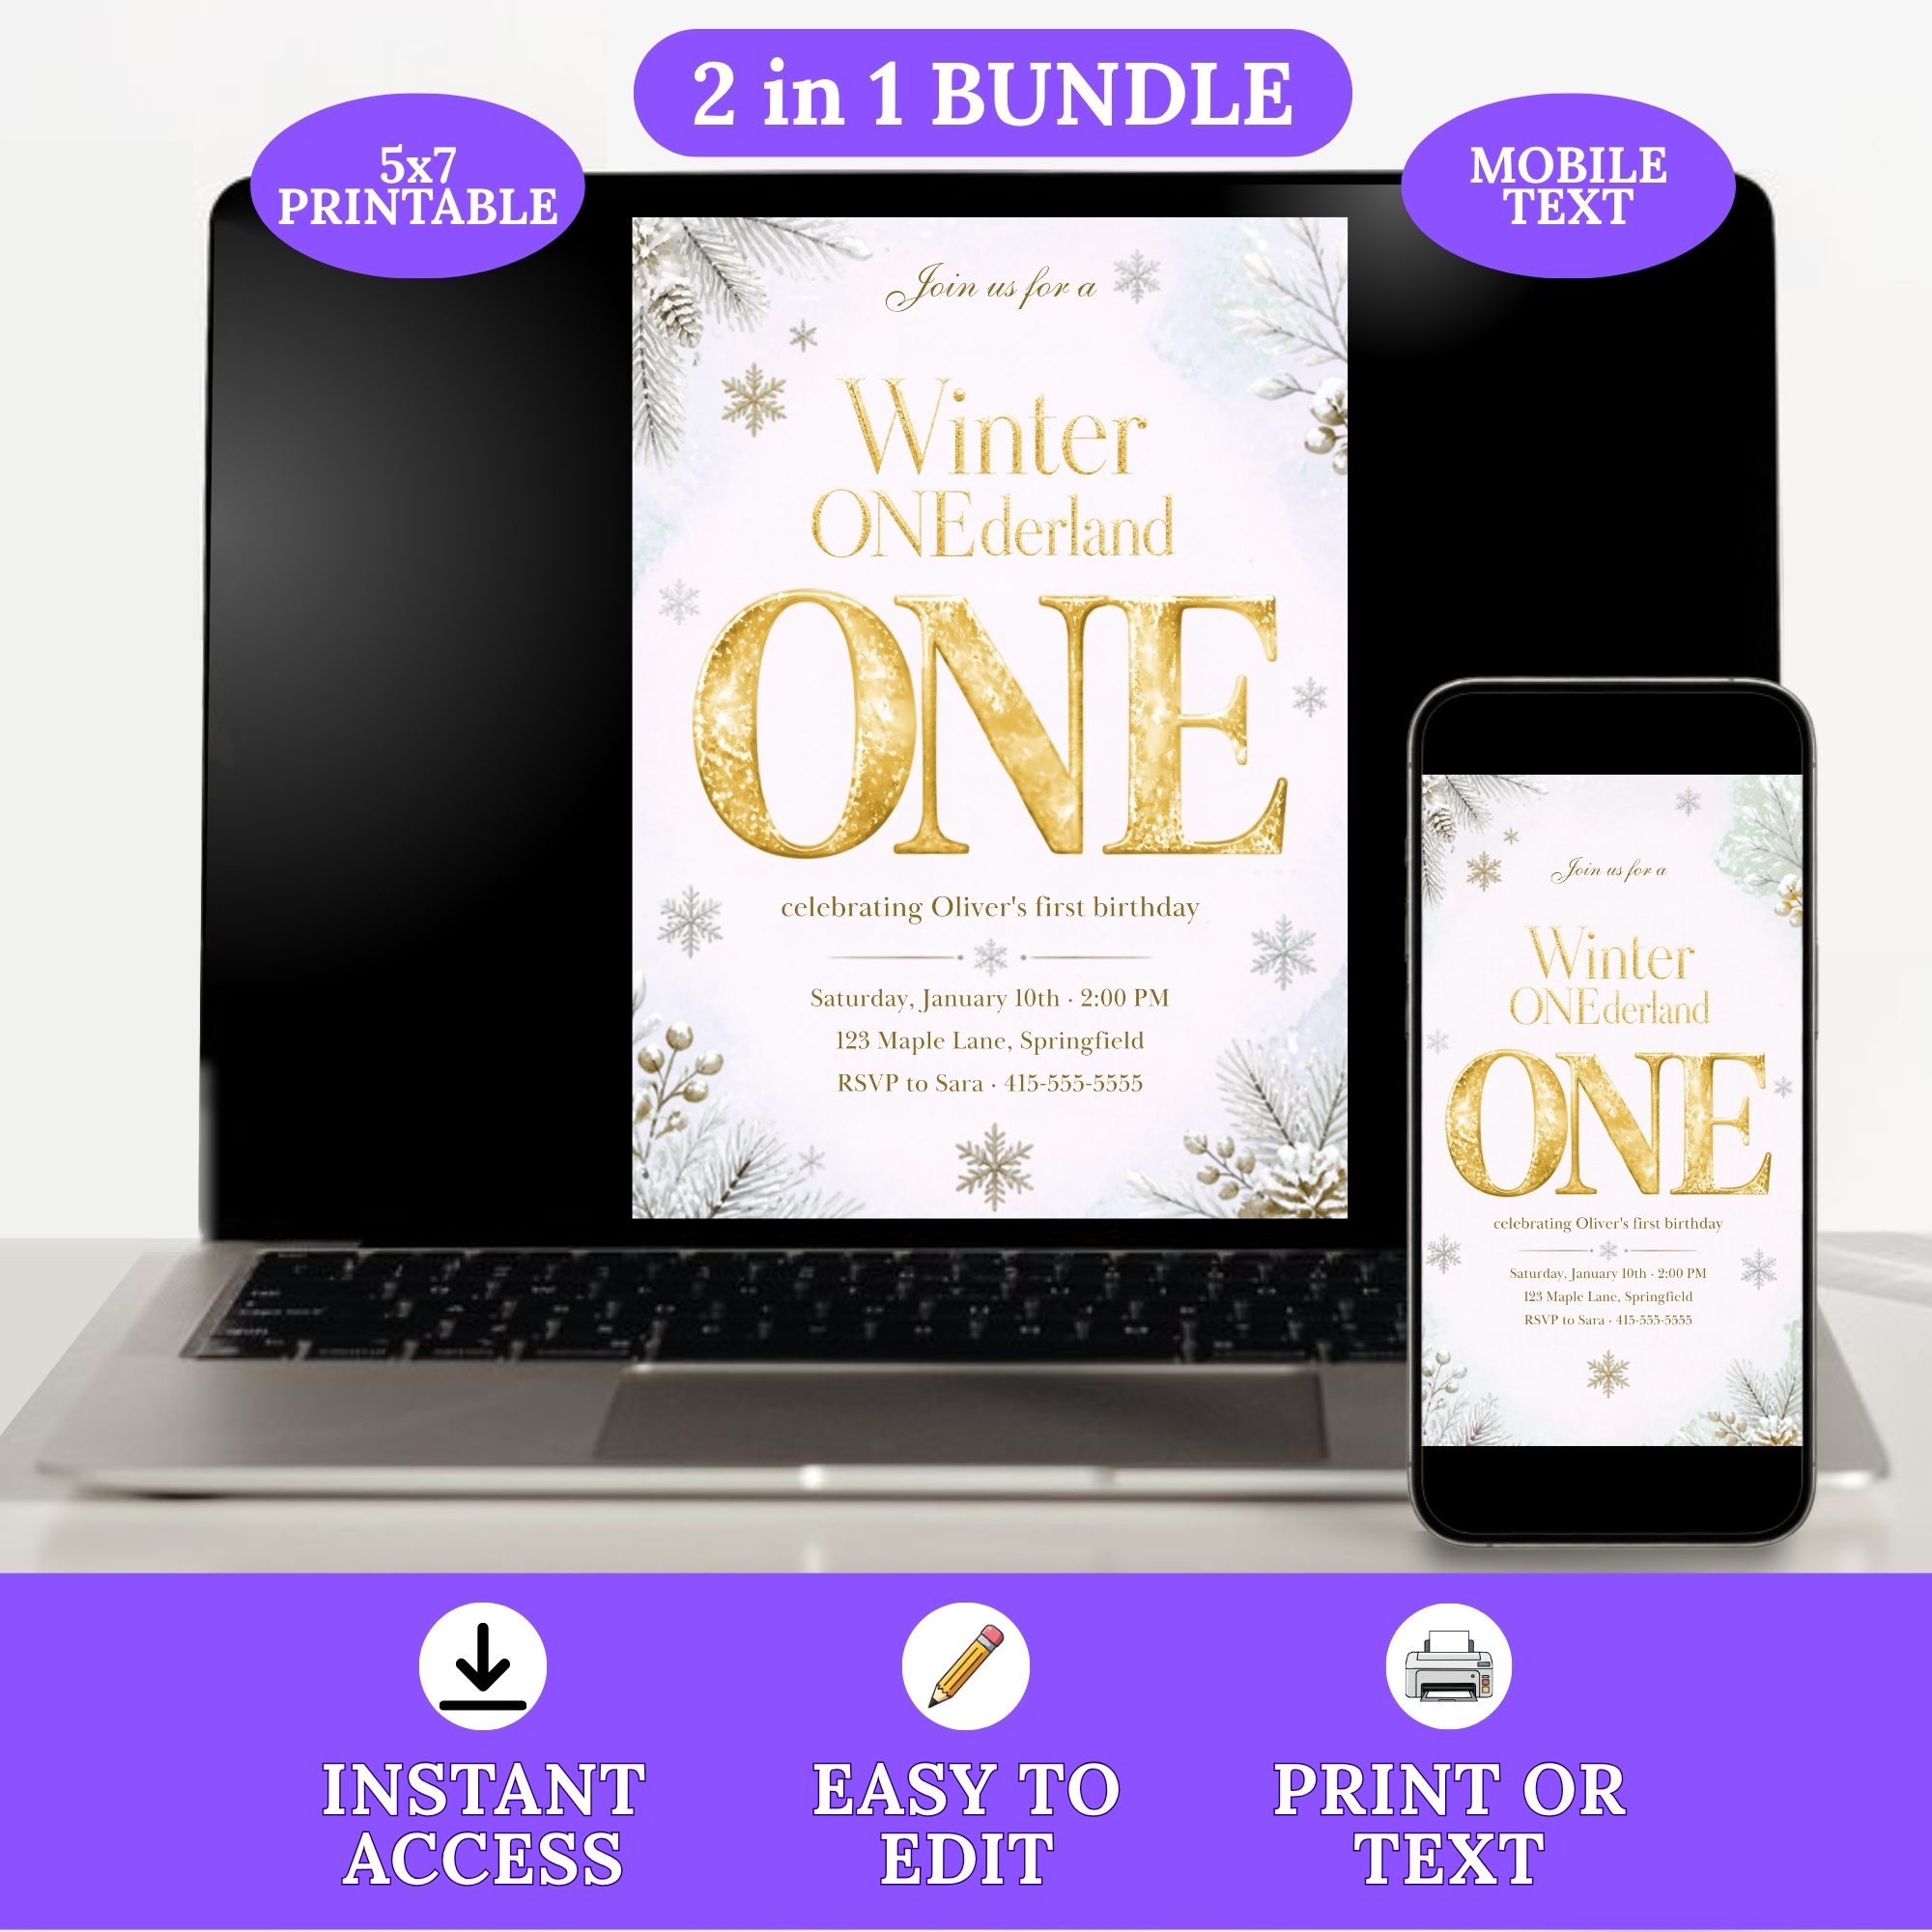 2 in 1 BUNDLE
5x7
PRINTABLE
MOBILE
TEXT
Join us for a
Winter
ONEderland
ONE
celebrating Oliver's first birthday
Saturday, January 10th · 2:00 PM
123 Maple Lane, Springfield
RSVP to Sara · 415-555-5555
Join us for a
Winter
ONEderland
ONE
celebrating Oliver's first birthday
Saturday, January 10th · 2:00 PM
123 Maple Lane, Springfield
RSVP to Sara · 415-555-5555
INSTANT
ACCESS
EASY TO
EDIT
PRINT OR
TEXT